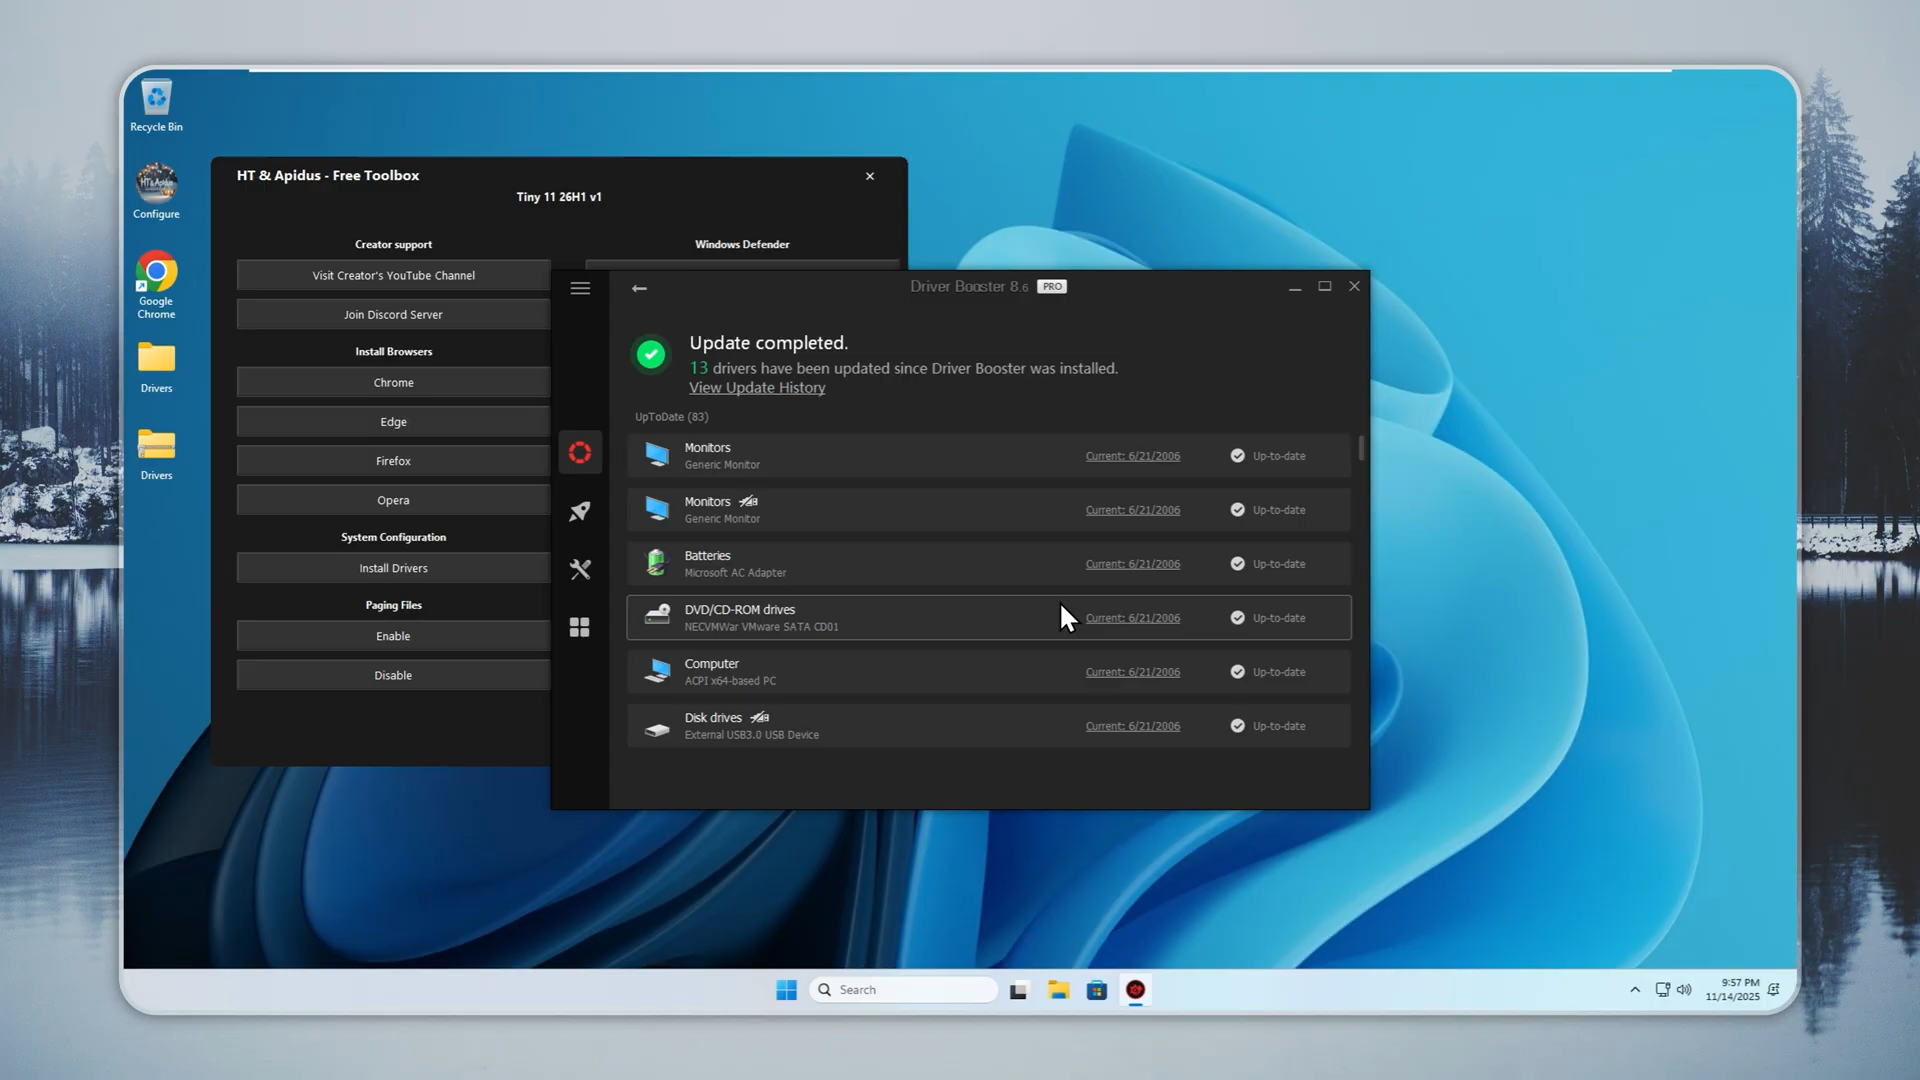 Recycle Bin
Configure
Google
Chrome
Drivers
Drivers
HT & Apidus - Free Toolbox
Tiny 11 26H1 v1
Creator support
Visit Creator's YouTube Channel
Join Discord Server
Install Browsers
Chrome
Edge
Firefox
Opera
System Configuration
Install Drivers
Paging Files
Enable
Disable
Windows Defender
Driver Booster 8.6 PRO
Update completed.
13 drivers have been updated since Driver Booster was installed.
View Update History
UpToDate (83)
Monitors
Generic Monitor
Current: 6/21/2006
Up-to-date
Monitors
Generic Monitor
Current: 6/21/2006
Up-to-date
Batteries
Microsoft AC Adapter
Current: 6/21/2006
Up-to-date
DVD/CD-ROM drives
NECVMWar VMware SATA CD01
Current: 6/21/2006
Up-to-date
Computer
ACPI x64-based PC
Current: 6/21/2006
Up-to-date
Disk drives
External USB3.0 USB Device
Current: 6/21/2006
Up-to-date
Search
9:57 PM
11/14/2025